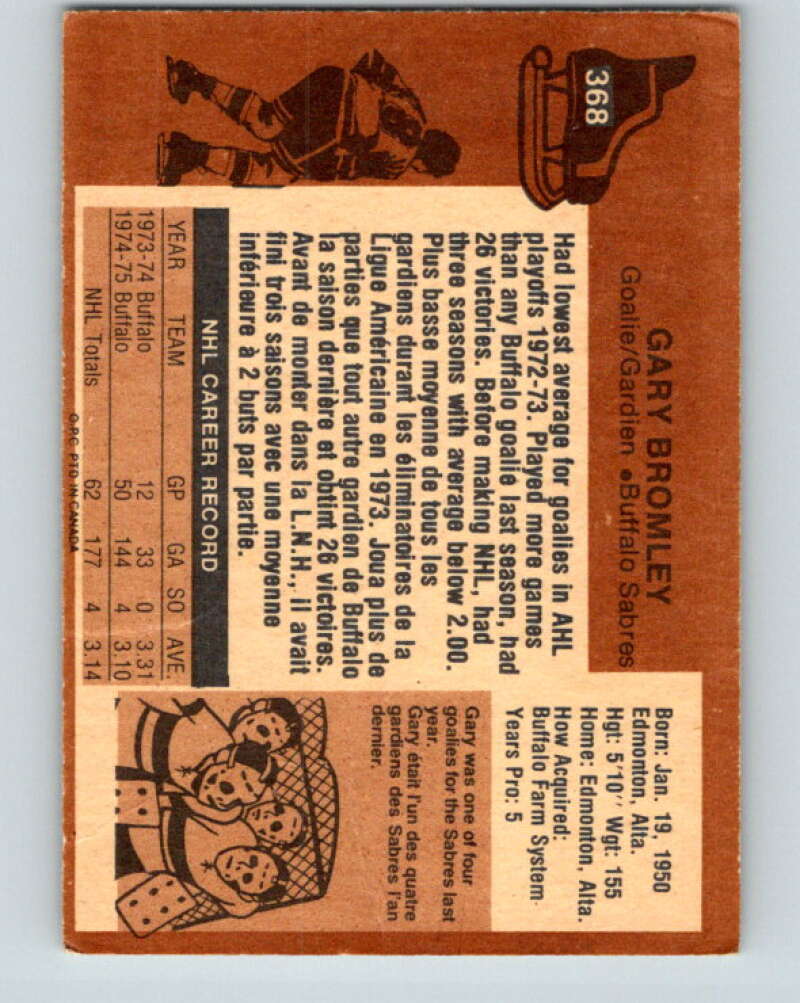 368
GARY BROMLEY
Goalie/Gardien •Buffalo Sabres
Born: Jan. 19, 1950
Edmonton, Alta.
Hgt: 5'10" Wgt: 155
Home: Edmonton, Alta.
How Acquired:
Buffalo Farm System
Years Pro: 5
Had lowest average for goalies in AHL
playoffs 1972-73. Played more games
than any Buffalo goalie last season, had
26 victories. Before making NHL, had
three seasons with average below 2.00.
Plus basse moyenne de tous les
gardiens durant les éliminatoires de la
Ligue Américaine en 1973. Joua plus de
parties que tout autre gardien de Buffalo
la saison dernière et obtint 26 victoires.
Avant de monter dans la L.N.H., il avait
fini trois saisons avec une moyenne
inférieure à 2 buts par partie.
Gary was one of four
goalies for the Sabres last
year.
Gary était l'un des quatre
gardiens des Sabres l'an
dernier.
NHL CAREER RECORD
YEAR TEAM GP GA SO AVE.
1973-74 Buffalo 12 33 0 3.31
1974-75 Buffalo 50 144 4 3.10
NHL Totals 62 177 4 3.14
O-P.C. PTD IN CANADA
8